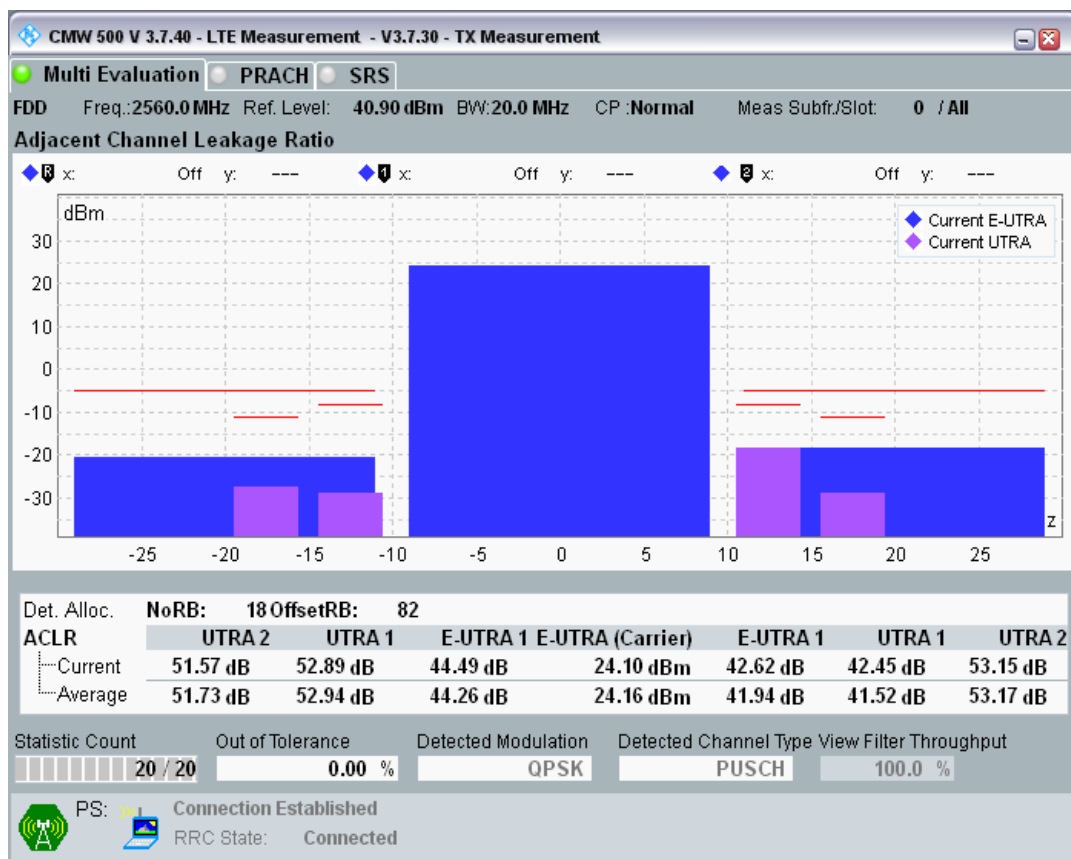 CMW 500 V 3.7.40 - LTE Measurement - V3.7.30 - TX Measurement
Multi Evaluation PRACH SRS
FDD Freq.:2560.0 MHz Ref. Level: 40.90 dBm BW:20.0 MHz CP :Normal Meas Subfr./Slot: 0 / All
Adjacent Channel Leakage Ratio
R x: Off y: --- 1 x: Off y: --- 2 x: Off y: ---
dBm
Current E-UTRA
Current UTRA
30
20
10
0
-10
-20
-30
z
-25 -20 -15 -10 -5 0 5 10 15 20 25
Det. Alloc. NoRB: 18 OffsetRB: 82
ACLR UTRA 2 UTRA 1 E-UTRA 1 E-UTRA (Carrier) E-UTRA 1 UTRA 1 UTRA 2
Current 51.57 dB 52.89 dB 44.49 dB 24.10 dBm 42.62 dB 42.45 dB 53.15 dB
Average 51.73 dB 52.94 dB 44.26 dB 24.16 dBm 41.94 dB 41.52 dB 53.17 dB
Statistic Count Out of Tolerance Detected Modulation Detected Channel Type View Filter Throughput
20 / 20 0.00 % QPSK PUSCH 100.0 %
PS: Connection Established
RRC State: Connected